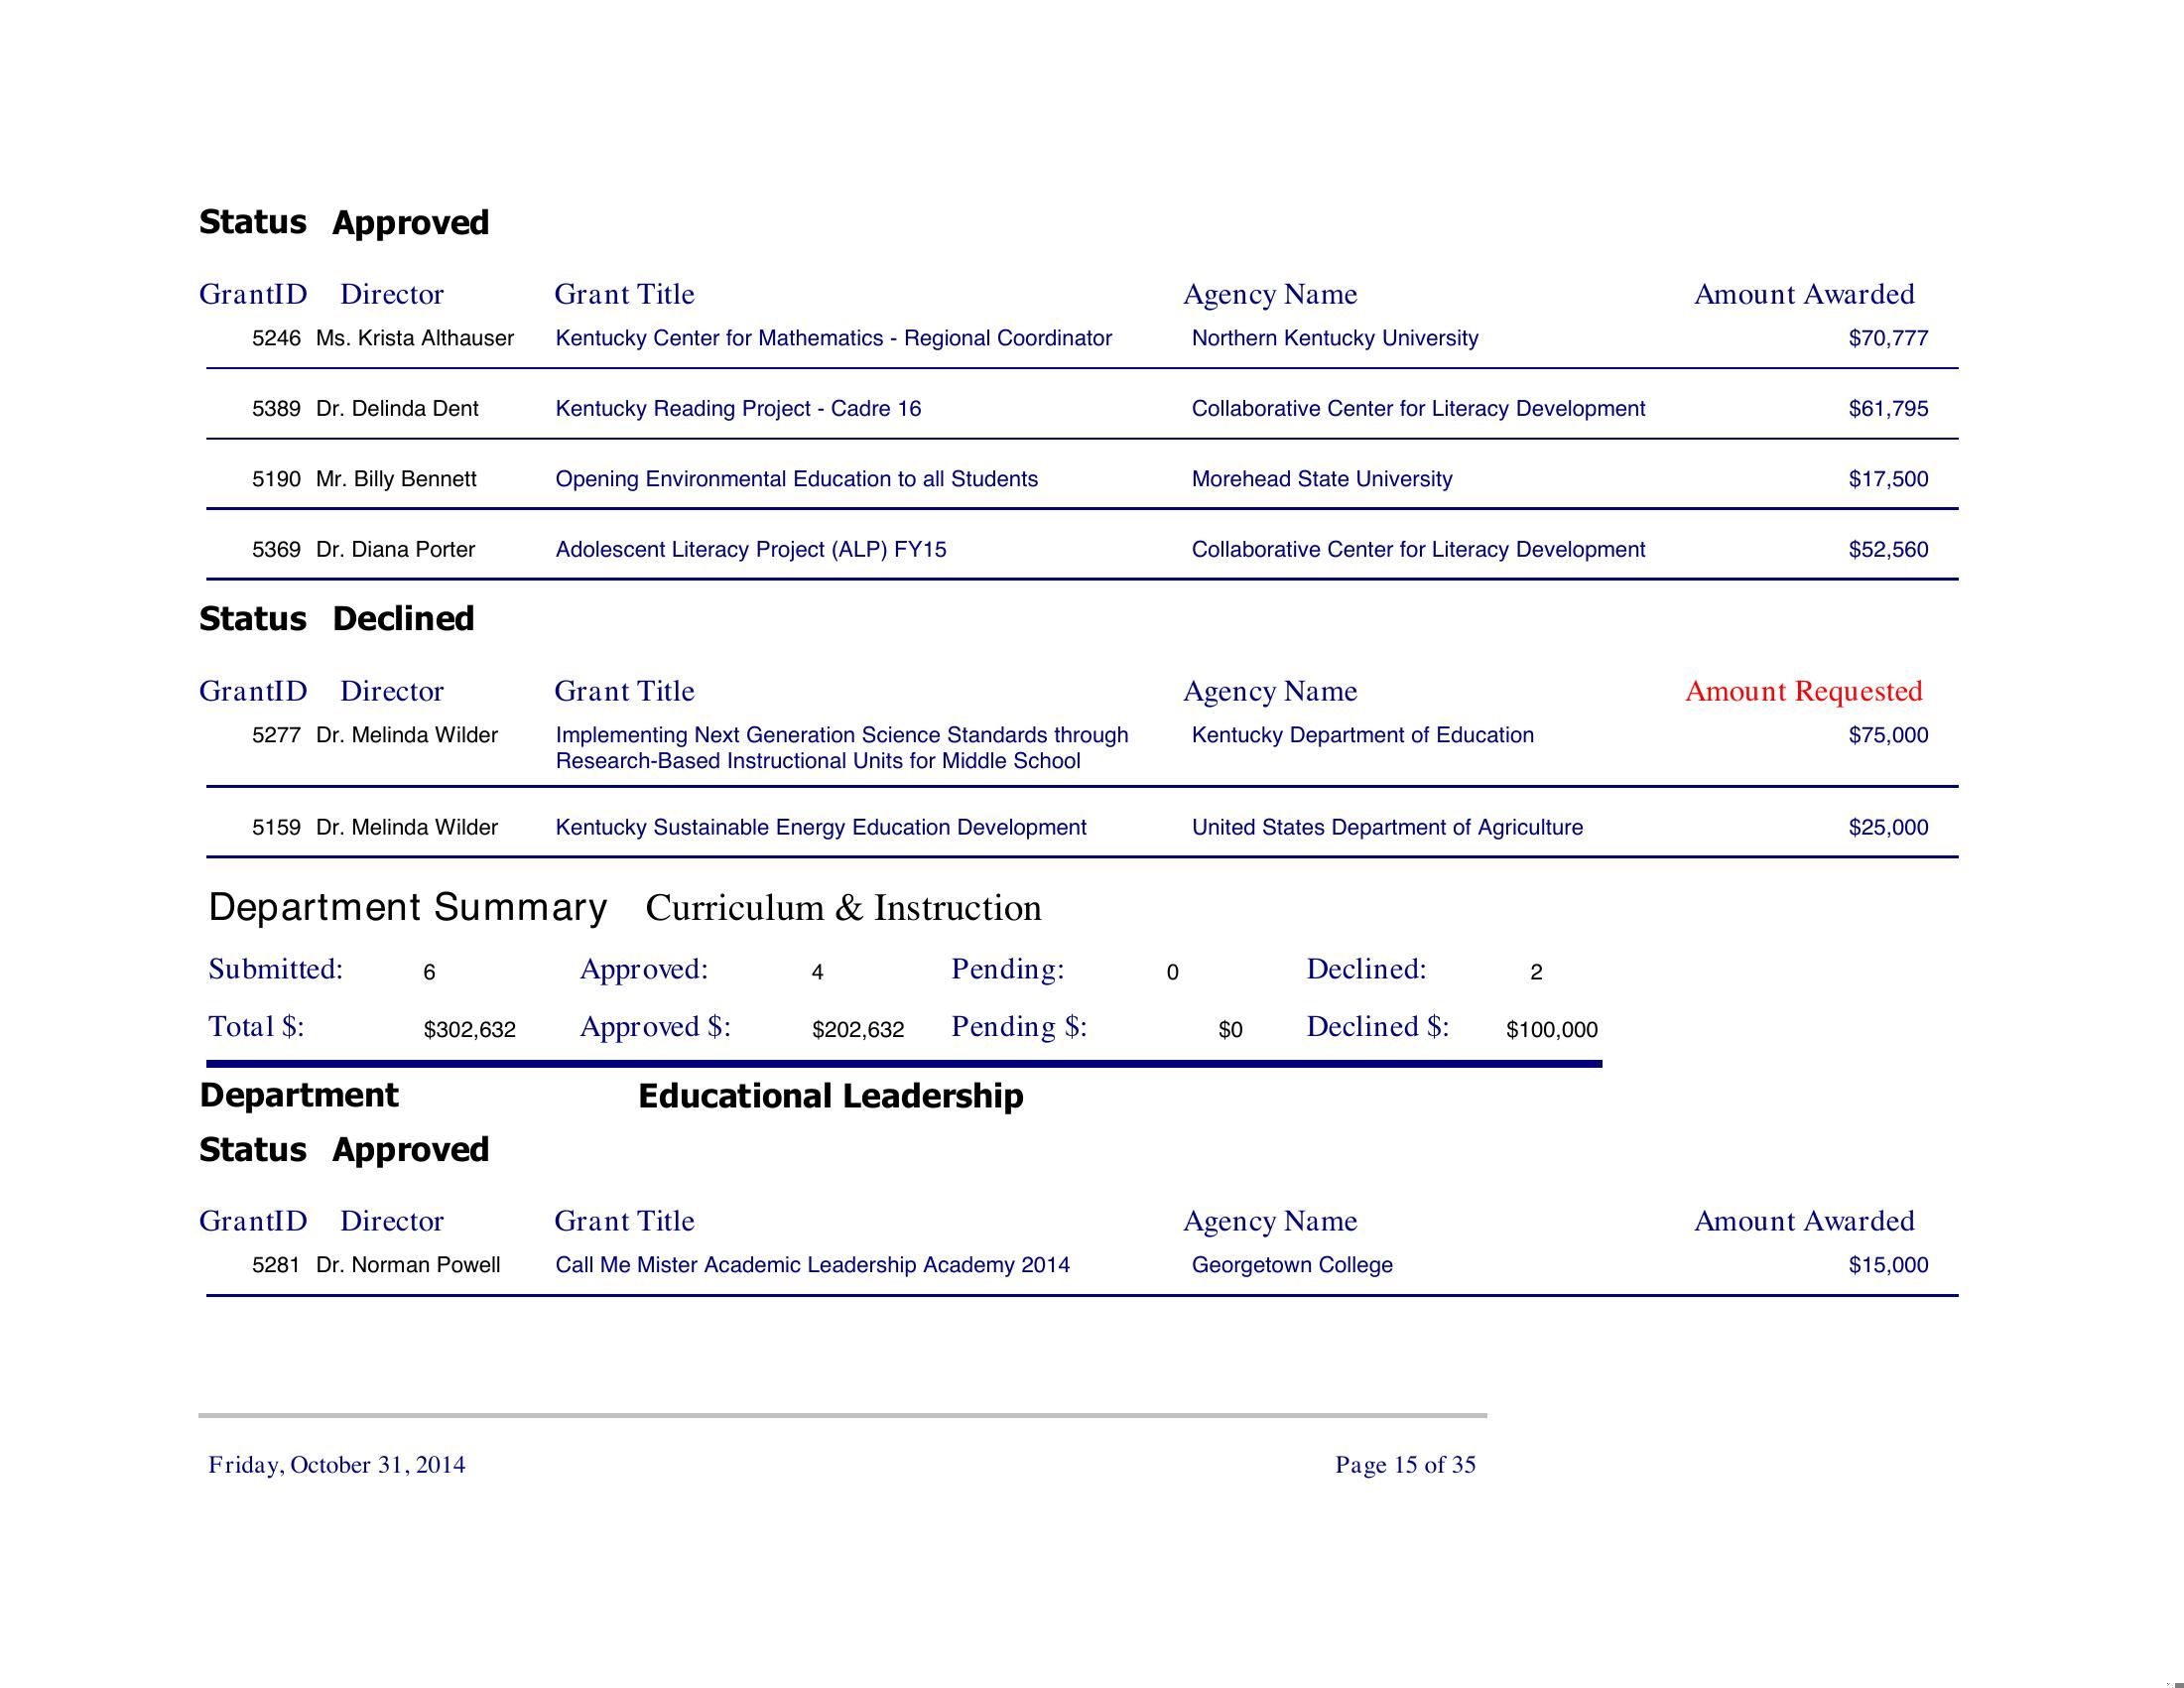 Status Approved
GrantID Director Grant Title Agency Name Amount Awarded
5246 Ms. Krista Althauser Kentucky Center for Mathematics - Regional Coordinator Northern Kentucky University $70,777
5389 Dr. Delinda Dent Kentucky Reading Project - Cadre 16 Collaborative Center for Literacy Development $61,795
5190 Mr. Billy Bennett Opening Environmental Education to all Students Morehead State University $17,500
5369 Dr. Diana Porter Adolescent Literacy Project (ALP) FY15 Collaborative Center for Literacy Development $52,560
Status Declined
GrantID Director Grant Title Agency Name Amount Requested
5277 Dr. Melinda Wilder Implementing Next Generation Science Standards through Kentucky Department of Education $75,000
Research-Based Instructional Units for Middle School
5159 Dr. Melinda Wilder Kentucky Sustainable Energy Education Development United States Department of Agriculture $25,000
Department Summary Curriculum & Instruction
Submitted: 6 Approved: 4 Pending: 0 Declined: 2
Total $: $302,632 Approved $: $202,632 Pending $: $0 Declined $: $100,000
Department Educational Leadership
Status Approved
GrantID Director Grant Title Agency Name Amount Awarded
5281 Dr. Norman Powell Call Me Mister Academic Leadership Academy 2014 Georgetown College $15,000
Friday, October 31, 2014 Page 15 of 35